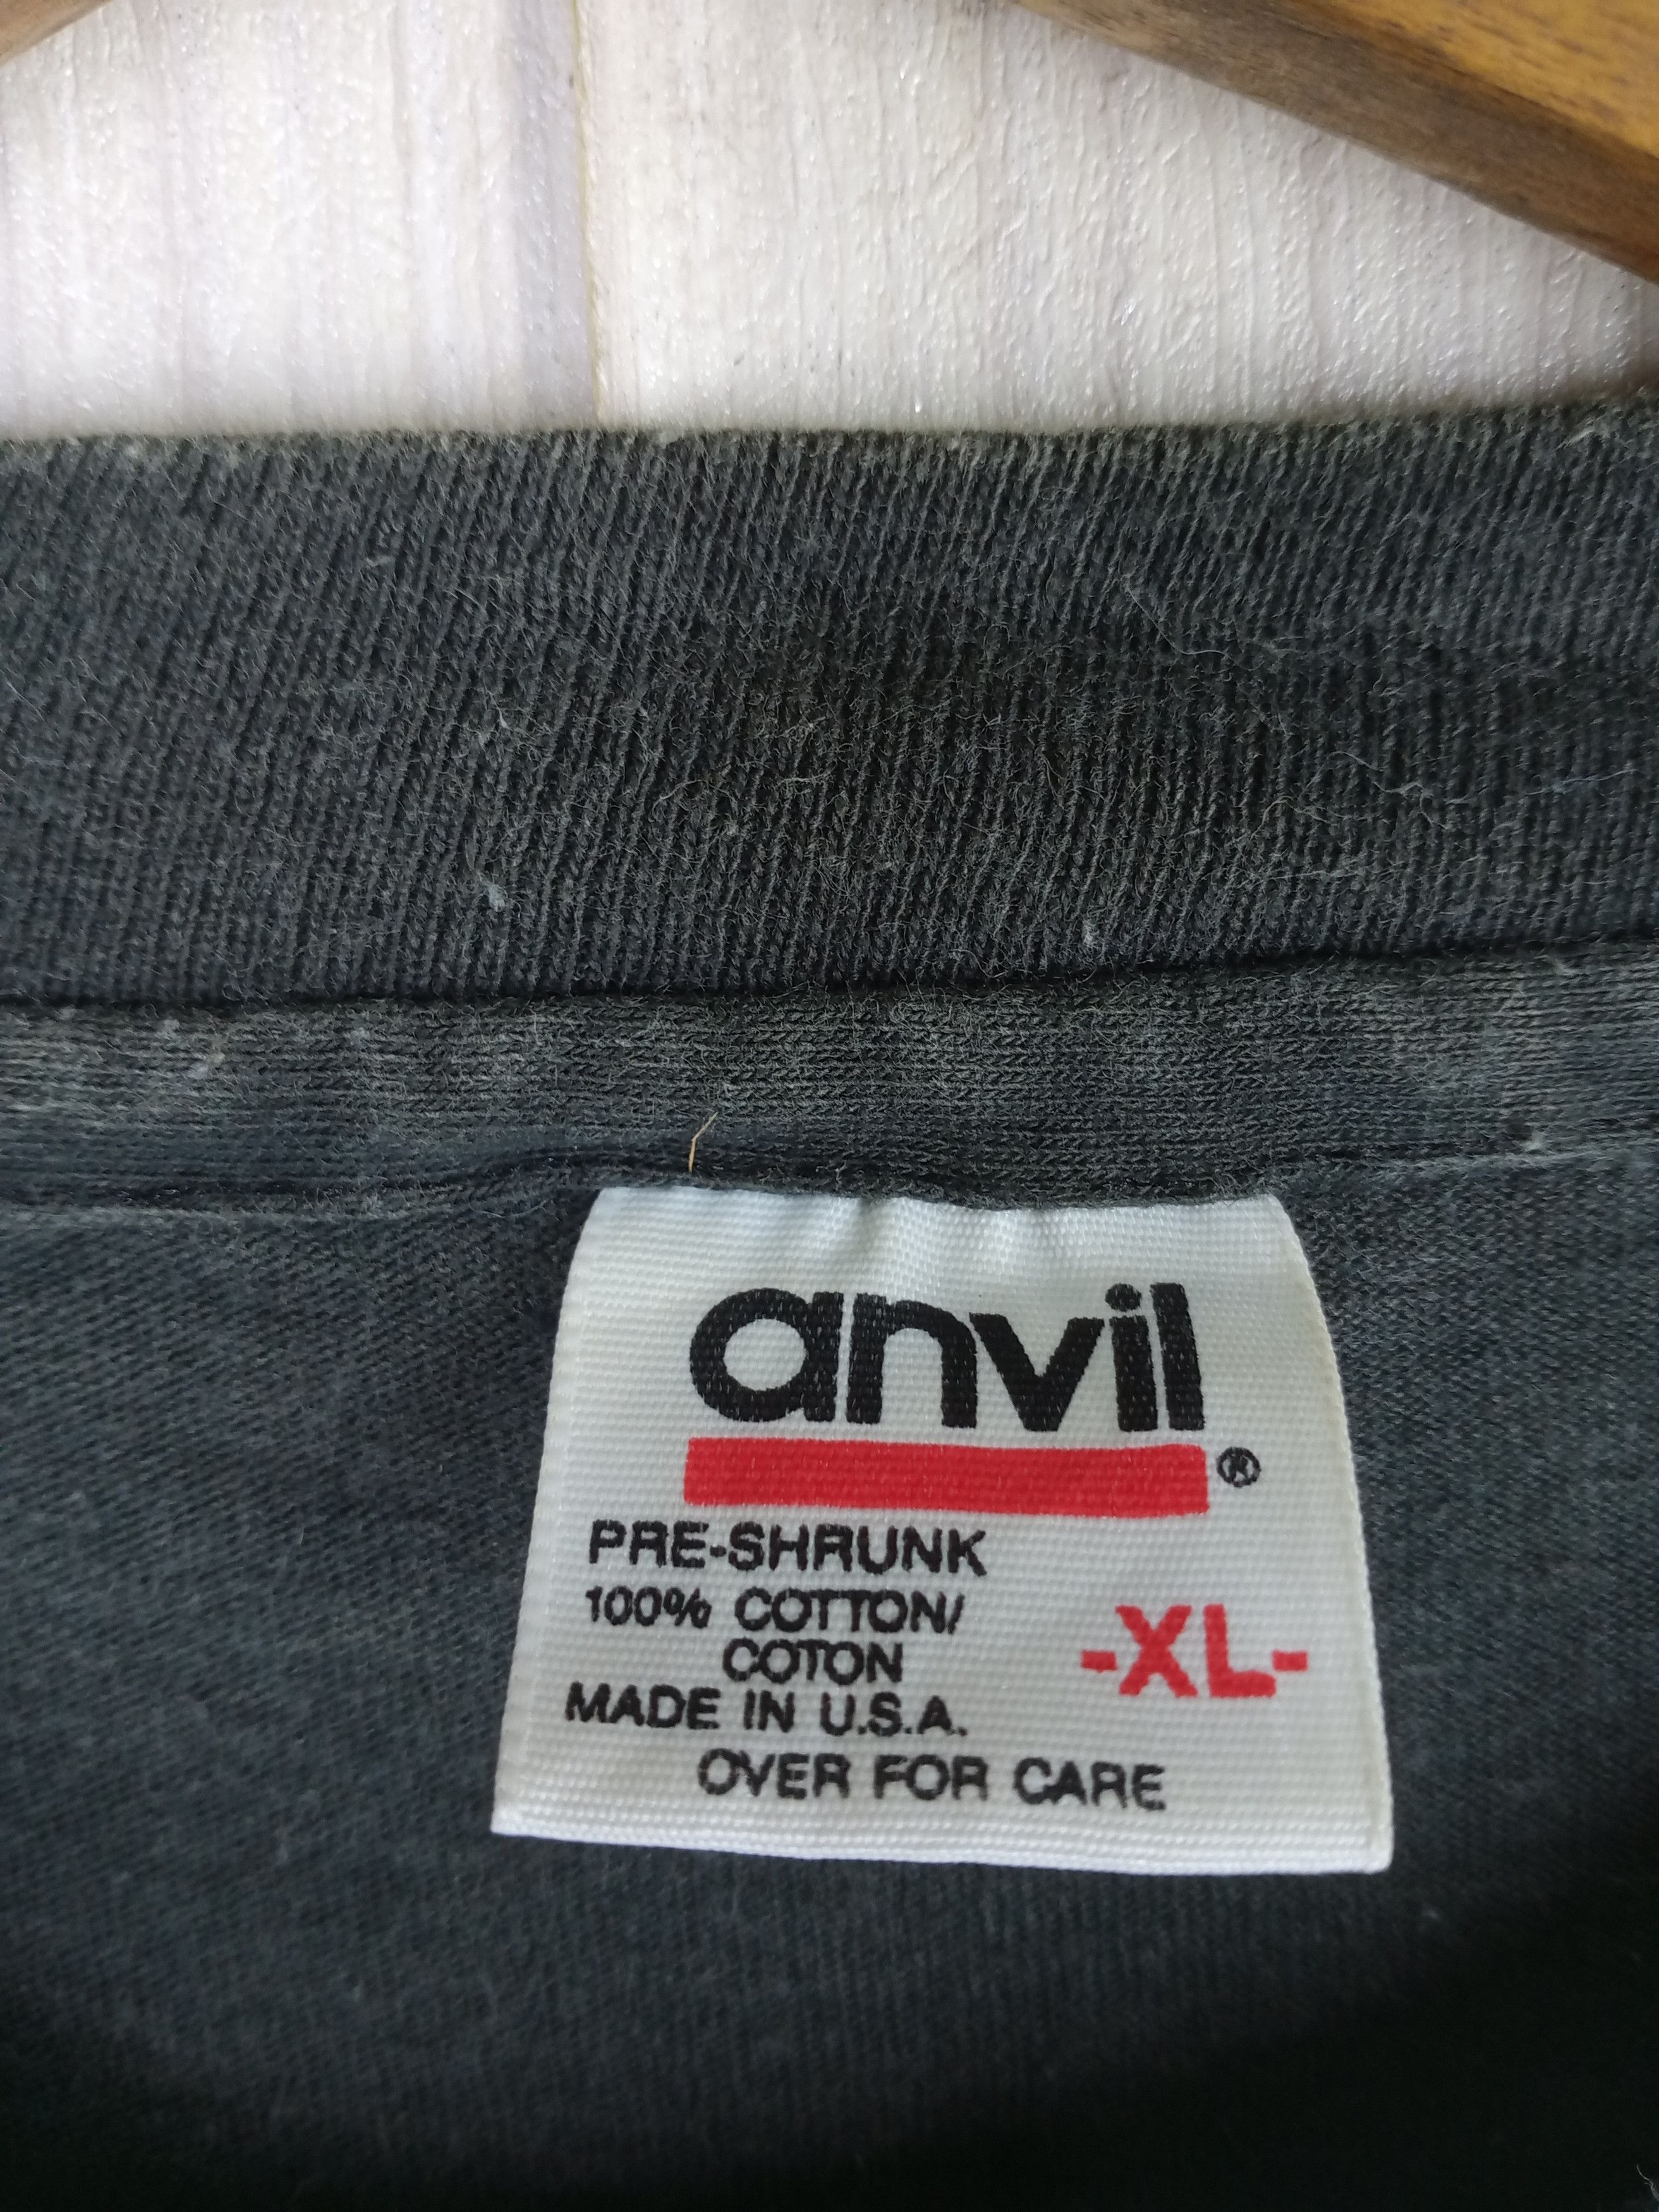 anvil®
PRE-SHRUNK
100% COTTON/
COTON
-XL-
MADE IN U.S.A.
OVER FOR CARE